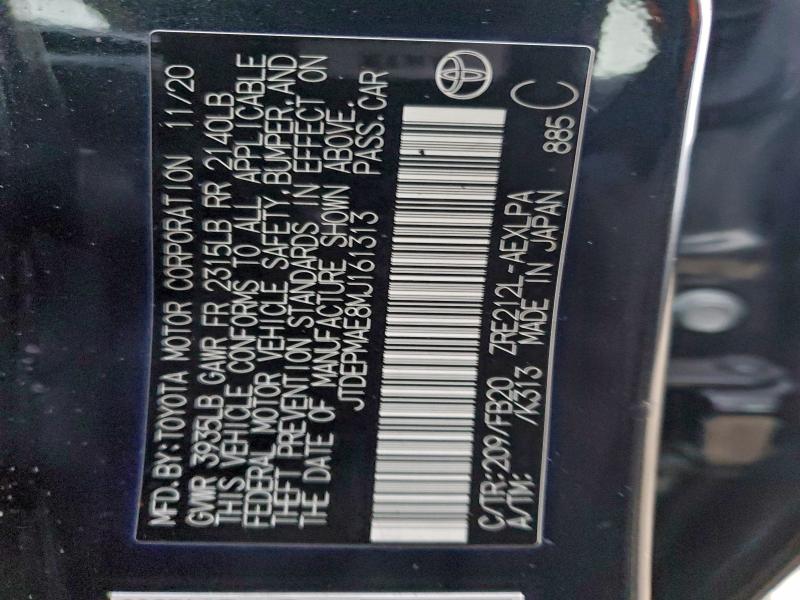 MFD.BY:TOYOTA MOTOR CORPORATION 11/20
GVWR 3935LB GAWR FR 2315LB RR 2140LB
THIS VEHICLE CONFORMS TO ALL APPLICABLE
FEDERAL MOTOR VEHICLE SAFETY, BUMPER, AND
THEFT PREVENTION STANDARDS IN EFFECT ON
THE DATE OF MANUFACTURE SHOWN ABOVE.
JTDEPMAE8MJ161313 PASS.CAR
C/TR:209/FB20 ZRE212L-AEXLPA
A/TM: /K313 MADE IN JAPAN
885 C